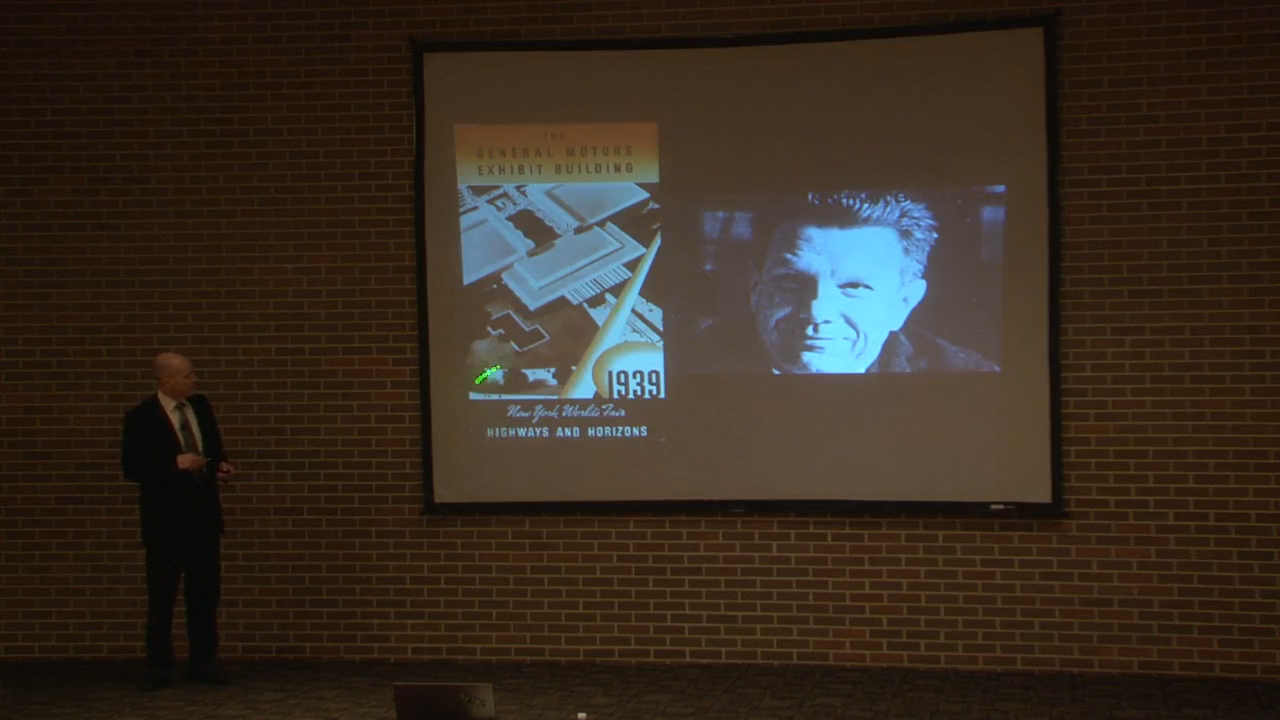 THE
GENERAL MOTORS
EXHIBIT BUILDING
1939
New York World's Fair
HIGHWAYS AND HORIZONS